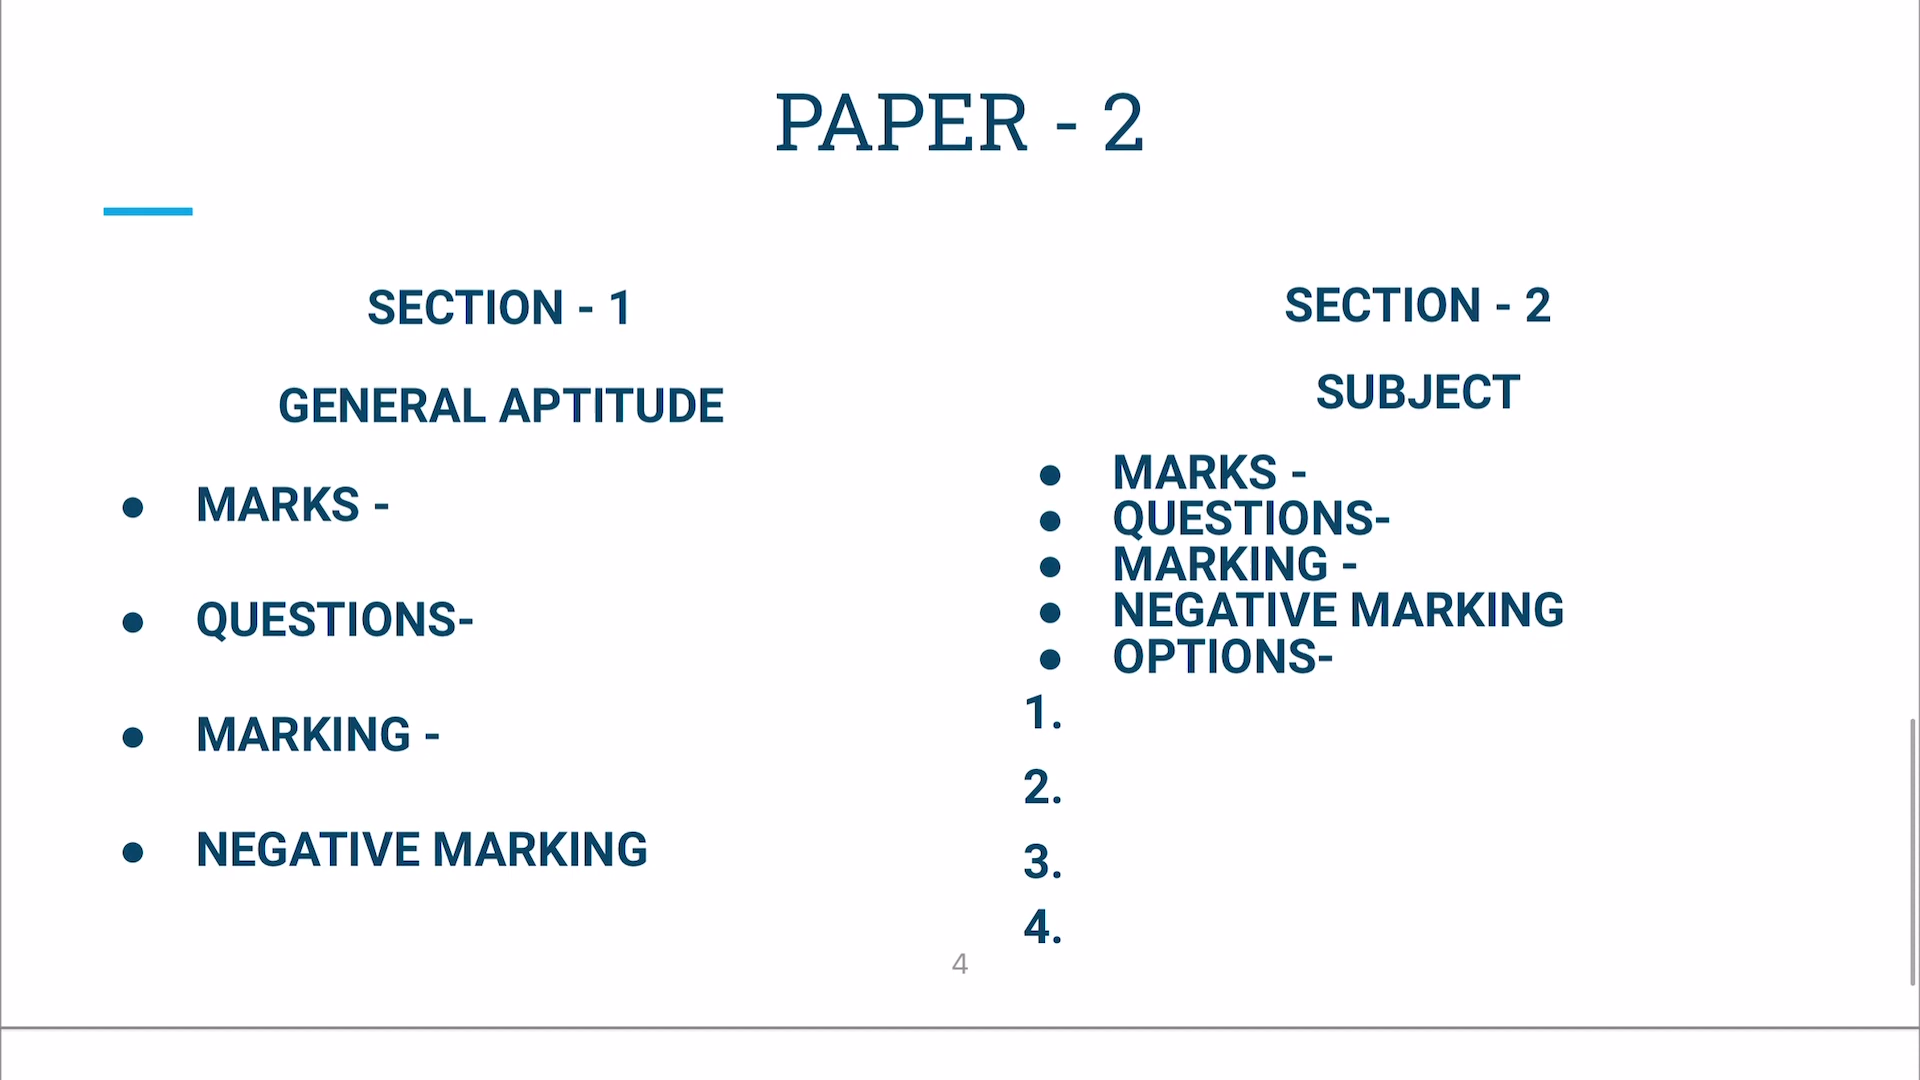 PAPER - 2
SECTION - 1
GENERAL APTITUDE
● MARKS -
● QUESTIONS-
● MARKING -
● NEGATIVE MARKING
SECTION - 2
SUBJECT
● MARKS -
● QUESTIONS-
● MARKING -
● NEGATIVE MARKING
● OPTIONS-
1.
2.
3.
4.
4